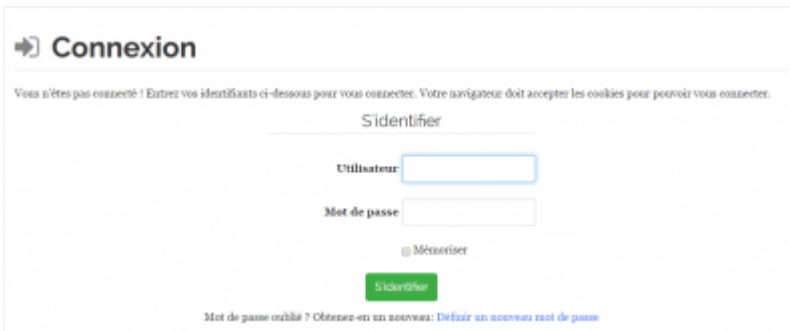 Connexion
Vous n'êtes pas connecté ! Entrez vos identifiants ci-dessous pour vous connecter. Votre navigateur doit accepter les cookies pour pouvoir vous connecter.
S'identifier
Utilisateur
Mot de passe
Mémoriser
S'identifier
Mot de passe oublié ? Obtenez-en un nouveau: Définir un nouveau mot de passe